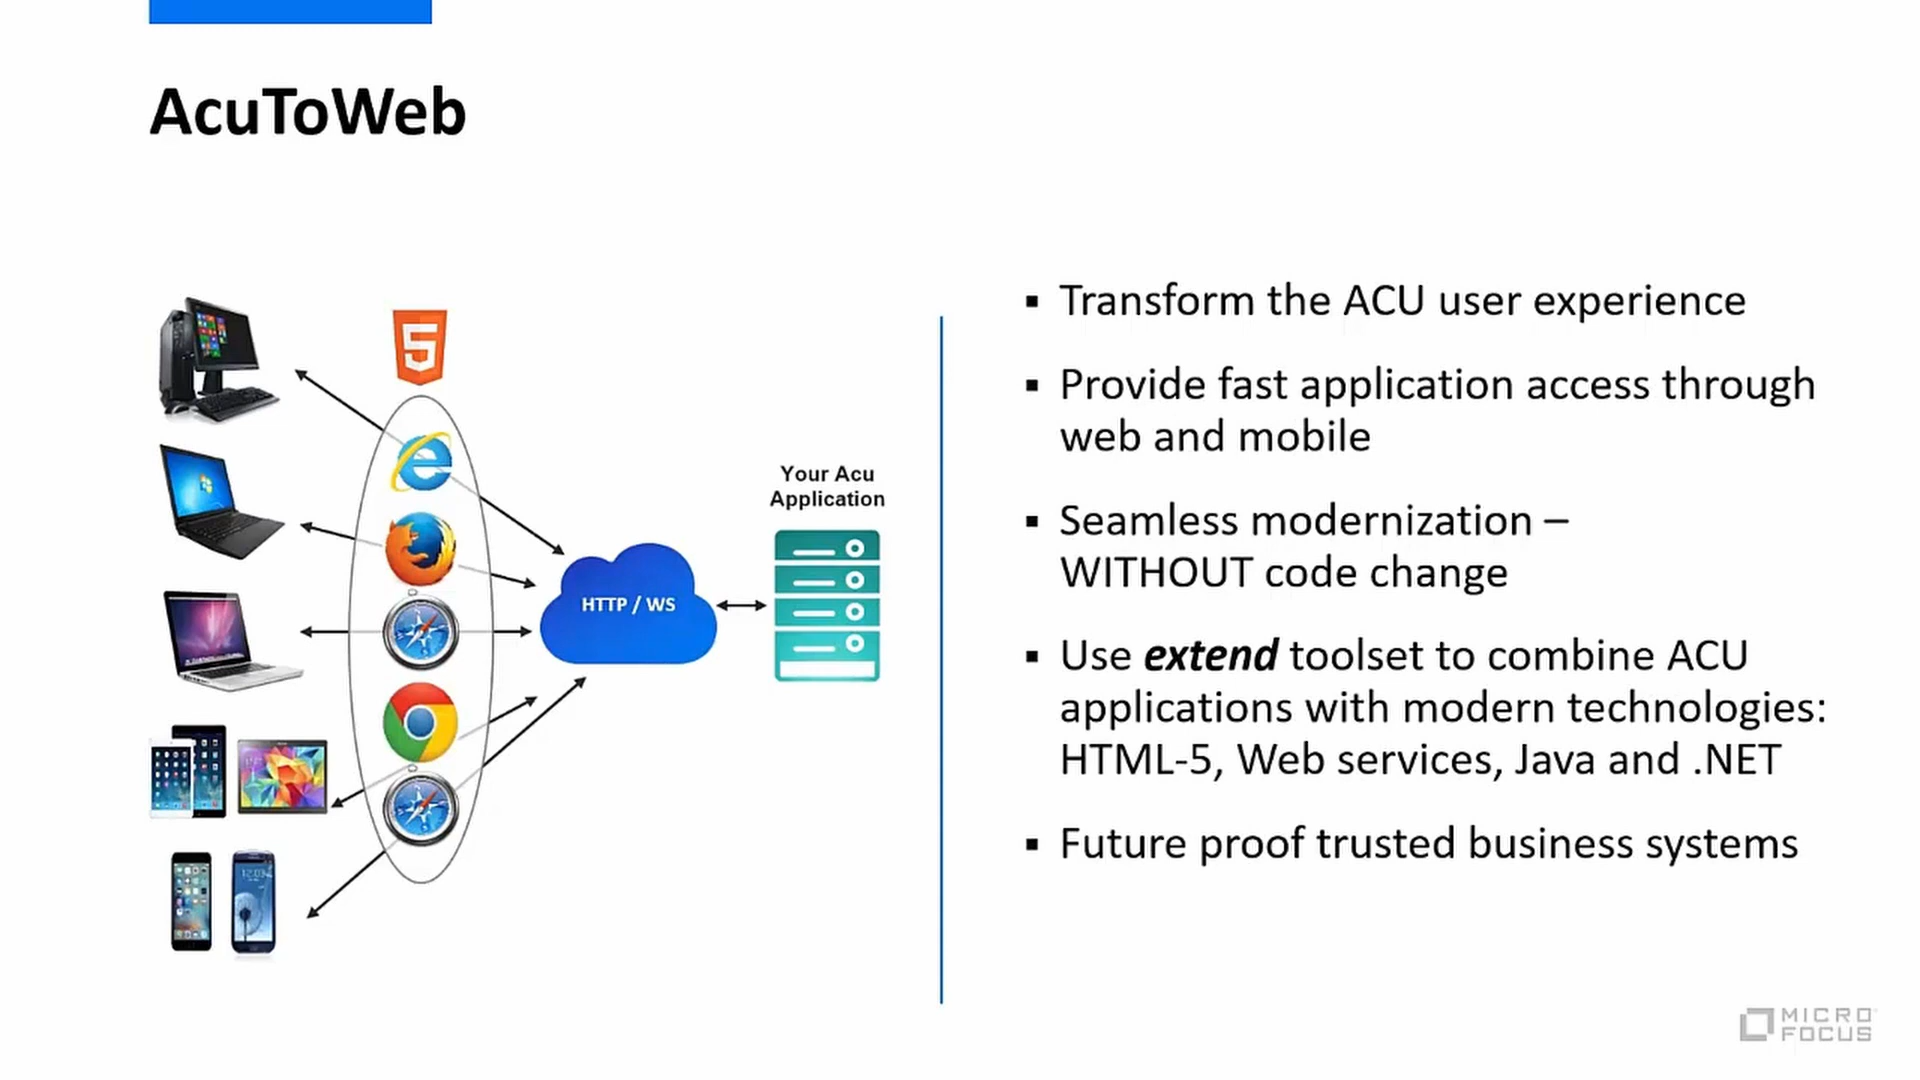 AcuToWeb
5
Your Acu
Application
HTTP / WS
▪ Transform the ACU user experience
▪ Provide fast application access through
web and mobile
▪ Seamless modernization –
WITHOUT code change
▪ Use extend toolset to combine ACU
applications with modern technologies:
HTML-5, Web services, Java and .NET
▪ Future proof trusted business systems
MICRO
FOCUS